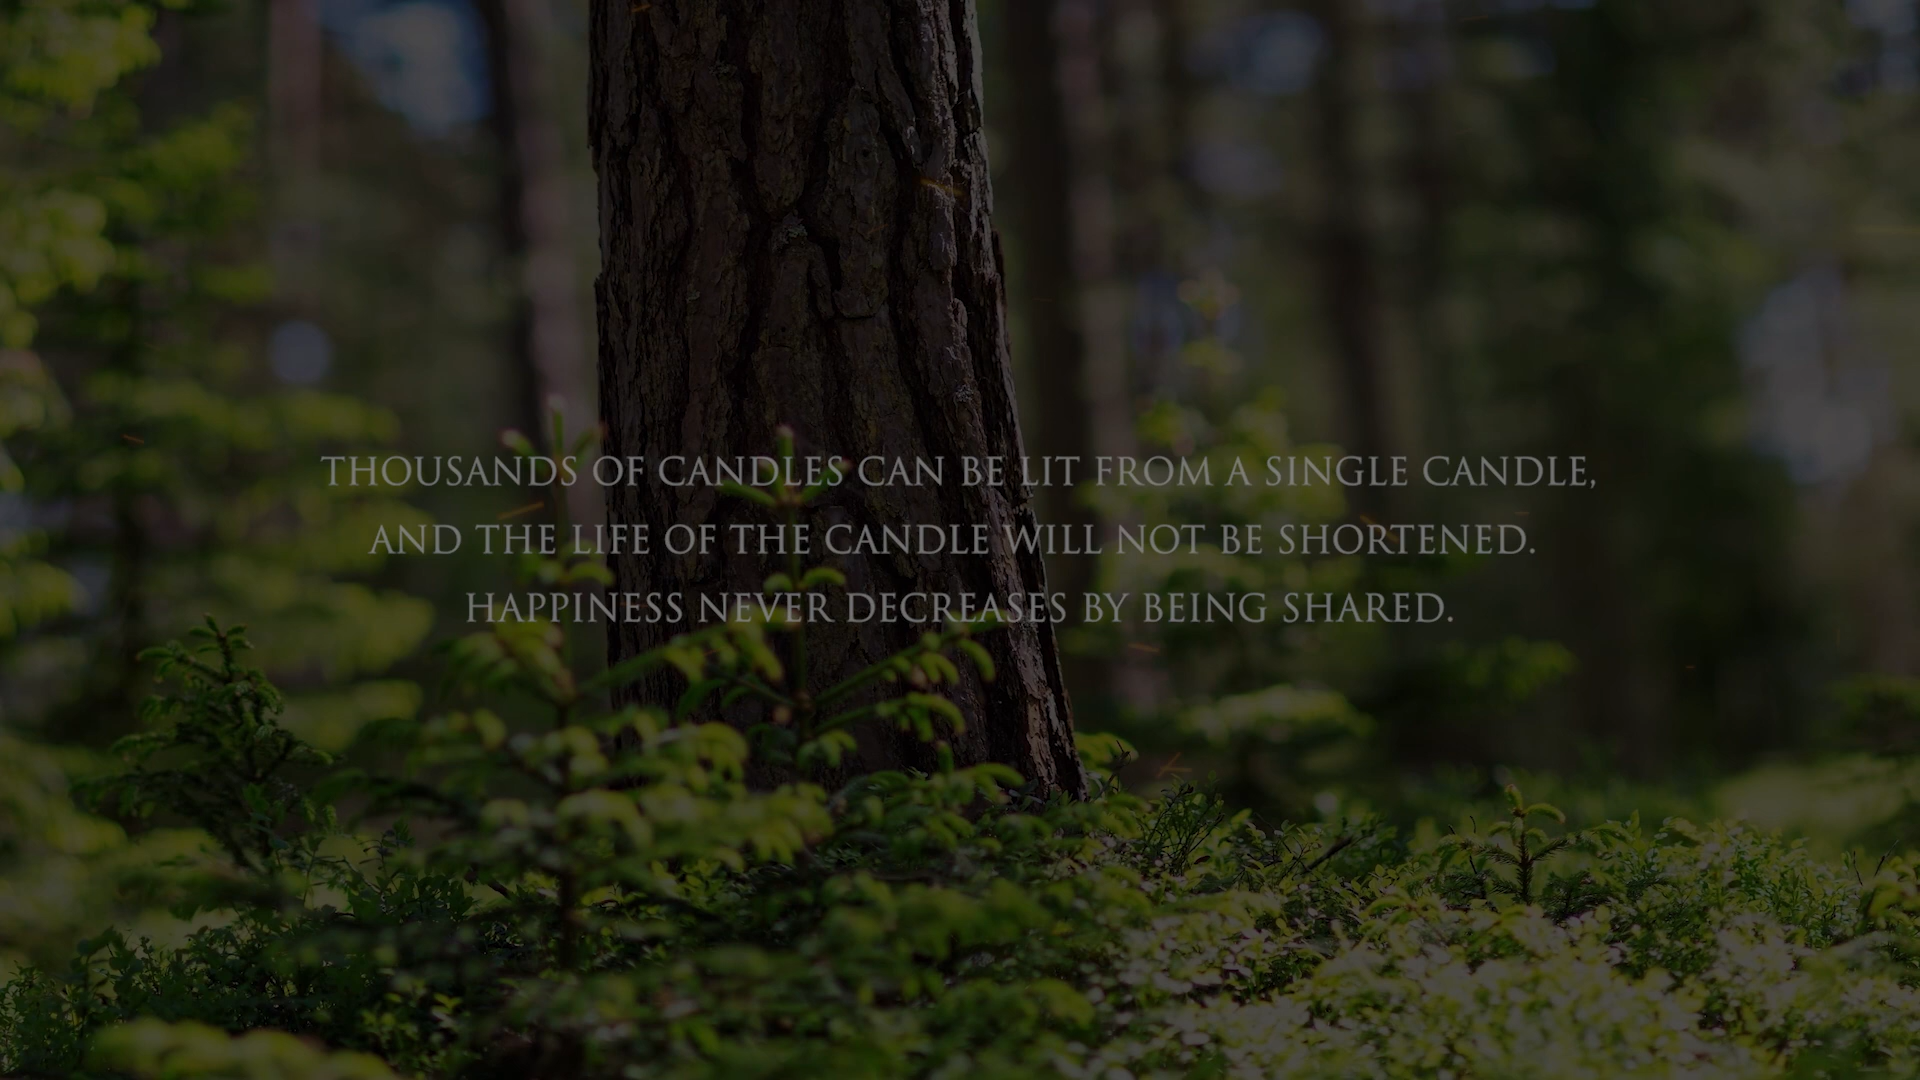 THOUSANDS OF CANDLES CAN BE LIT FROM A SINGLE CANDLE,
AND THE LIFE OF THE CANDLE WILL NOT BE SHORTENED.
HAPPINESS NEVER DECREASES BY BEING SHARED.